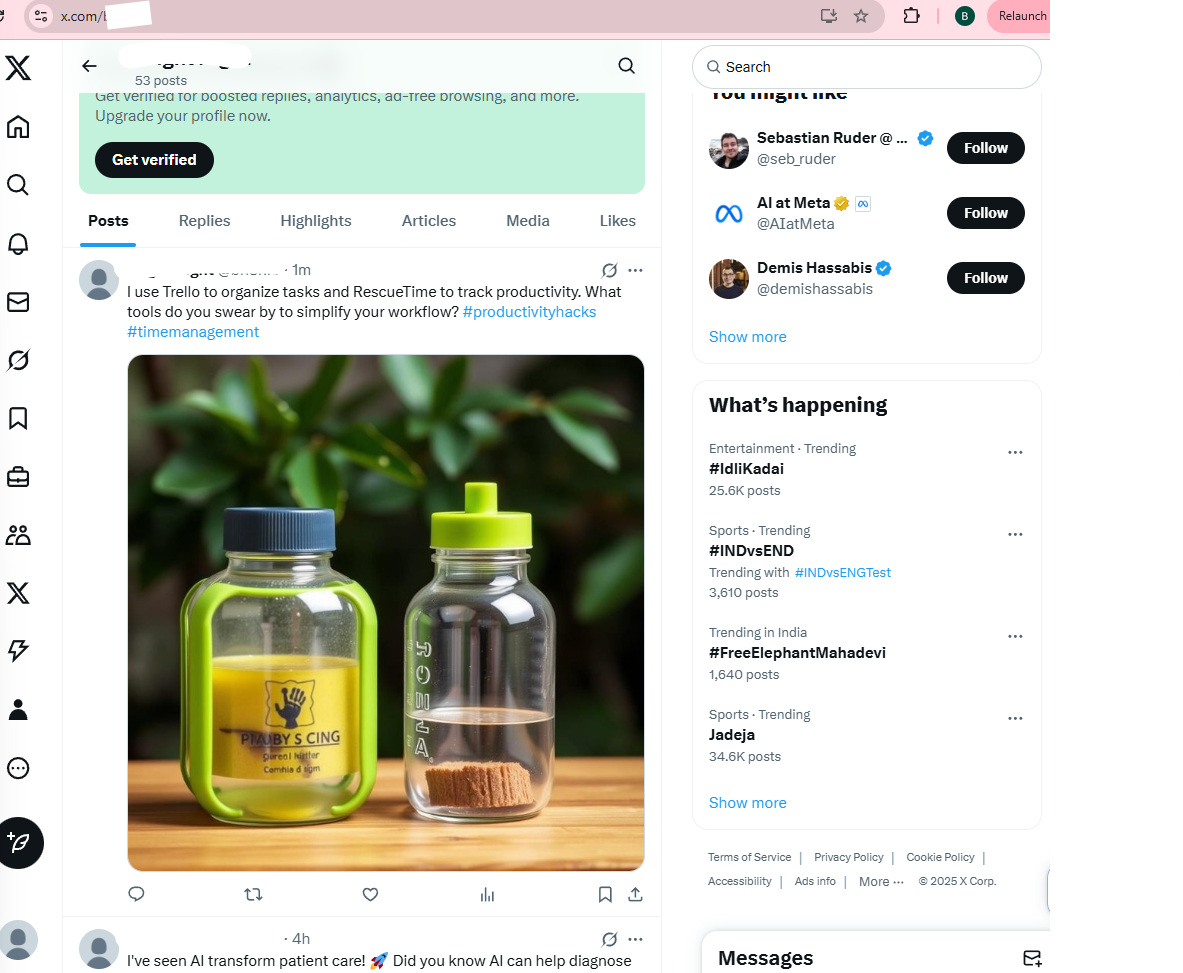 x.com/
Relaunch
B
53 posts
Search
Get verified for boosted replies, analytics, ad-free browsing, and more.
Upgrade your profile now.
Get verified
Posts
Replies
Highlights
Articles
Media
Likes
· 1m
I use Trello to organize tasks and RescueTime to track productivity. What
tools do you swear by to simplify your workflow? #productivityhacks
#timemanagement
· 4h
I've seen AI transform patient care! 🚀 Did you know AI can help diagnose
You might like
Sebastian Ruder @ ...
@seb_ruder
Follow
AI at Meta
@AIatMeta
Follow
Demis Hassabis
@demishassabis
Follow
Show more
What's happening
Entertainment · Trending
#IdliKadai
25.6K posts
Sports · Trending
#INDvsEND
Trending with #INDvsENGTest
3,610 posts
Trending in India
#FreeElephantMahadevi
1,640 posts
Sports · Trending
Jadeja
34.6K posts
Show more
Terms of Service | Privacy Policy | Cookie Policy |
Accessibility | Ads info | More ··· © 2025 X Corp.
Messages